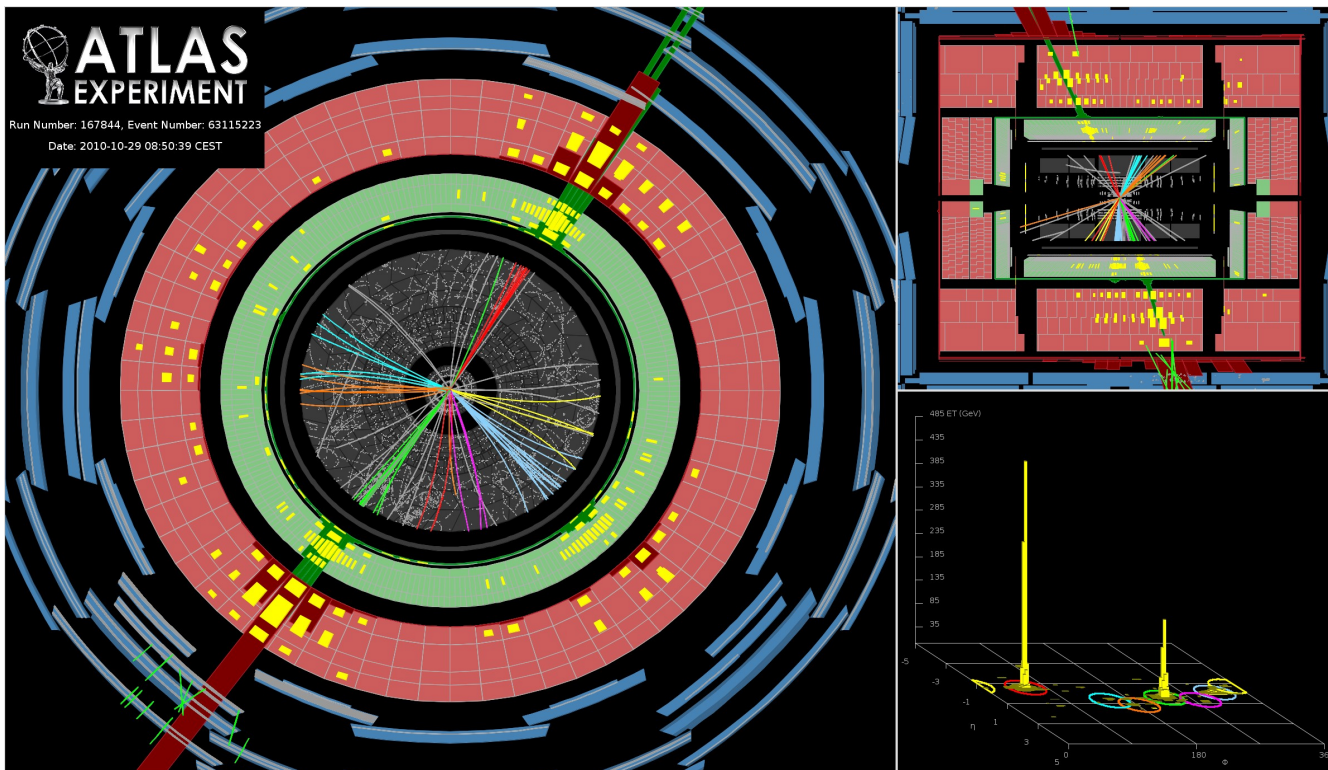 ATLAS
EXPERIMENT
Run Number: 167844, Event Number: 63115223
Date: 2010-10-29 08:50:39 CEST
485 ET (GeV)
435
385
335
285
235
185
135
85
35
-5
-3
-1
1
3
5
η
0
180
36
Φ